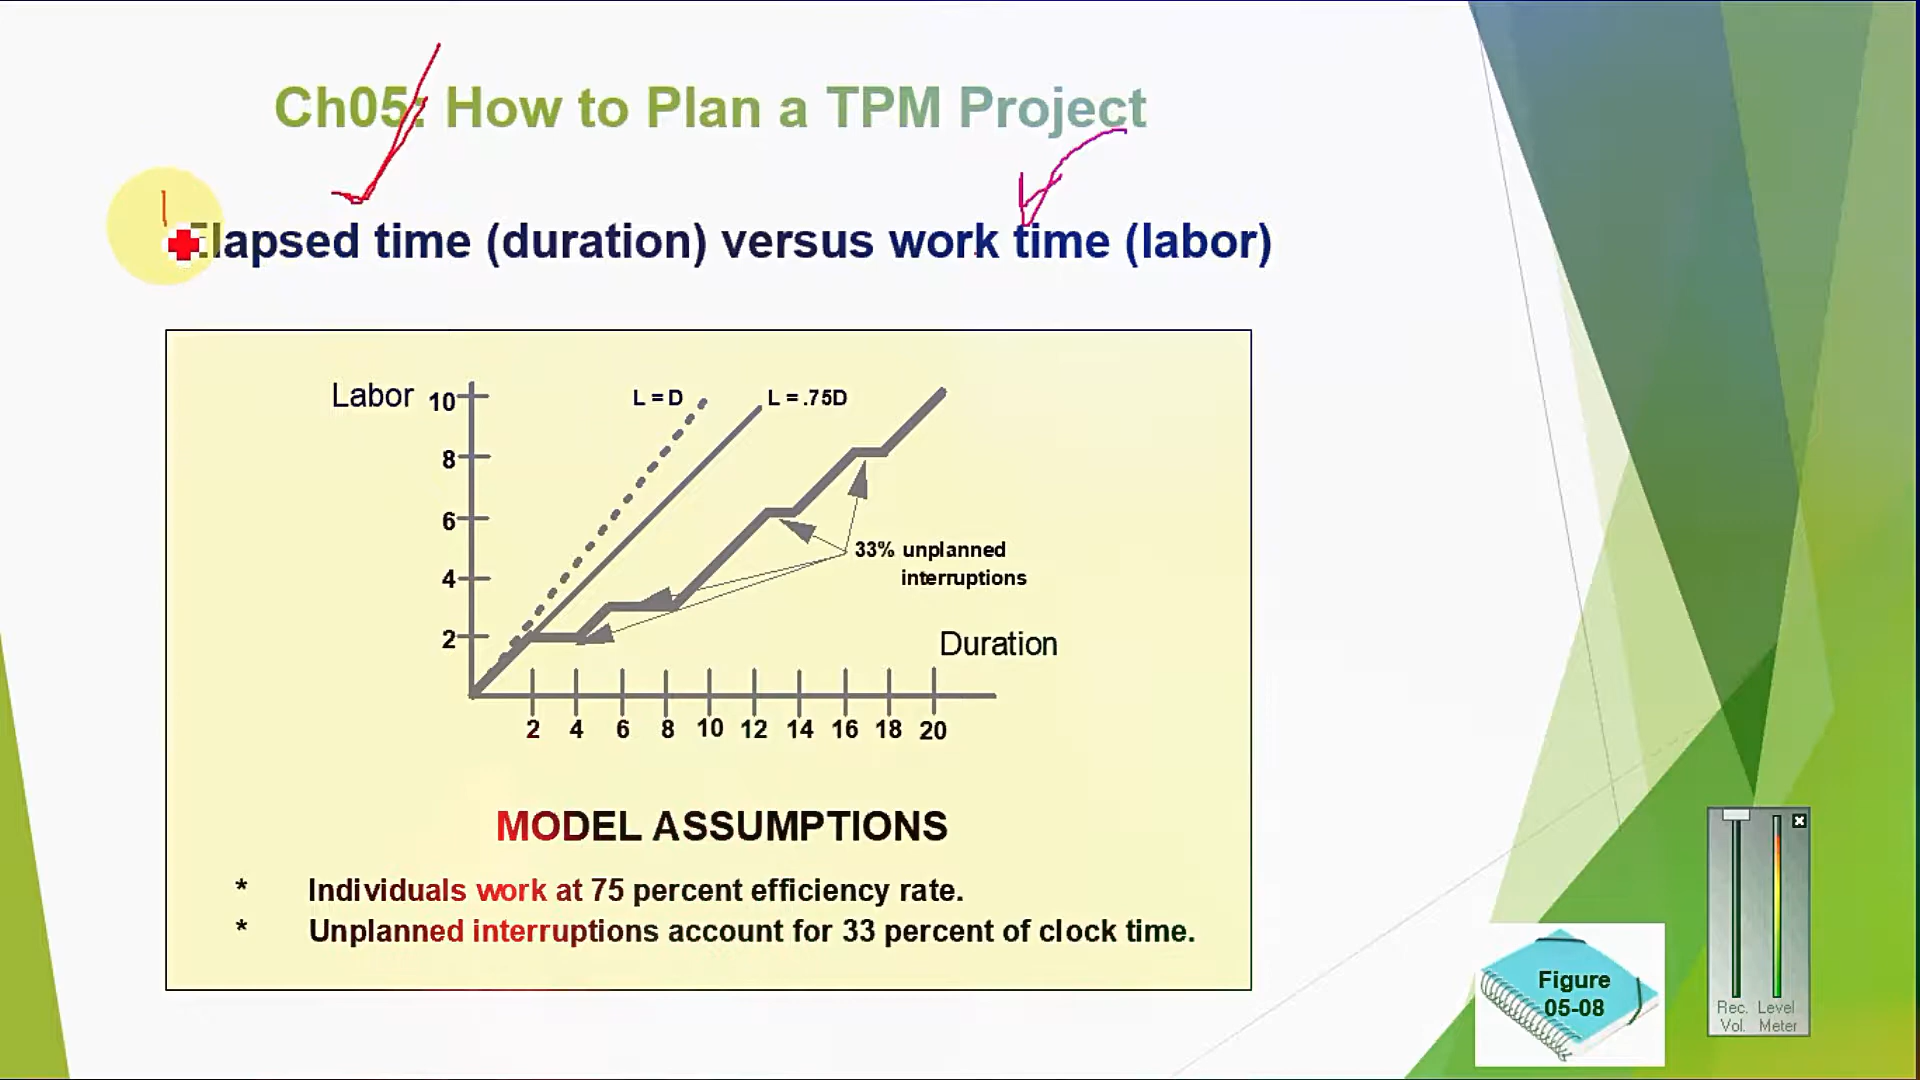 Ch05: How to Plan a TPM Project
Elapsed time (duration) versus work time (labor)
Labor
10
8
6
4
2
L = D
L = .75D
33% unplanned
interruptions
Duration
2 4 6 8 10 12 14 16 18 20
MODEL ASSUMPTIONS
* Individuals work at 75 percent efficiency rate.
* Unplanned interruptions account for 33 percent of clock time.
Figure
05-08
Rec. Level
Vol. Meter